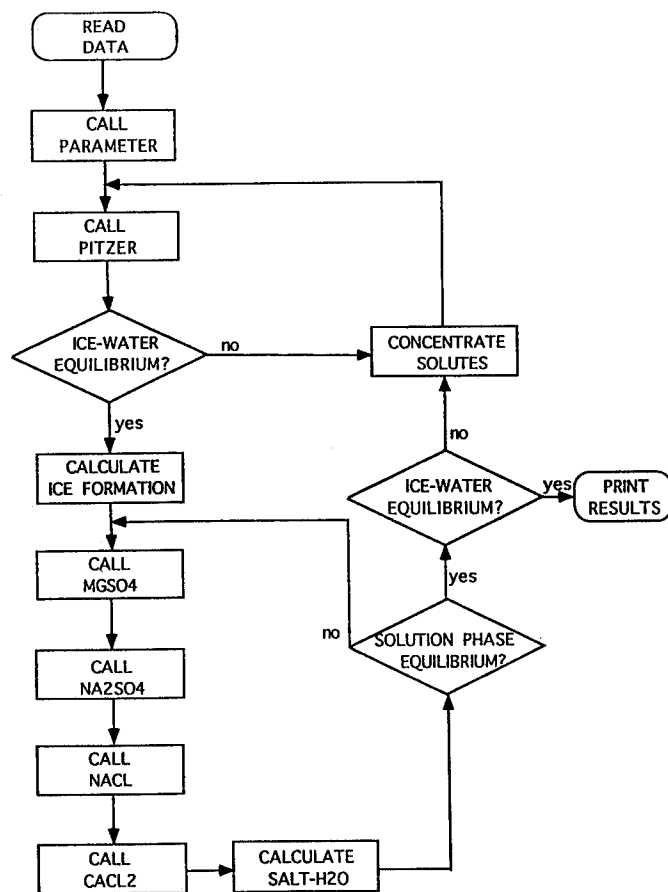 READ
DATA
CALL
PARAMETER
CALL
PITZER
ICE-WATER
EQUILIBRIUM?
no
CONCENTRATE
SOLUTES
yes
no
CALCULATE
ICE FORMATION
ICE-WATER
EQUILIBRIUM?
yes
PRINT
RESULTS
CALL
MGSO4
yes
no
SOLUTION PHASE
EQUILIBRIUM?
CALL
NA2SO4
CALL
NACL
CALL
CACL2
CALCULATE
SALT-H2O